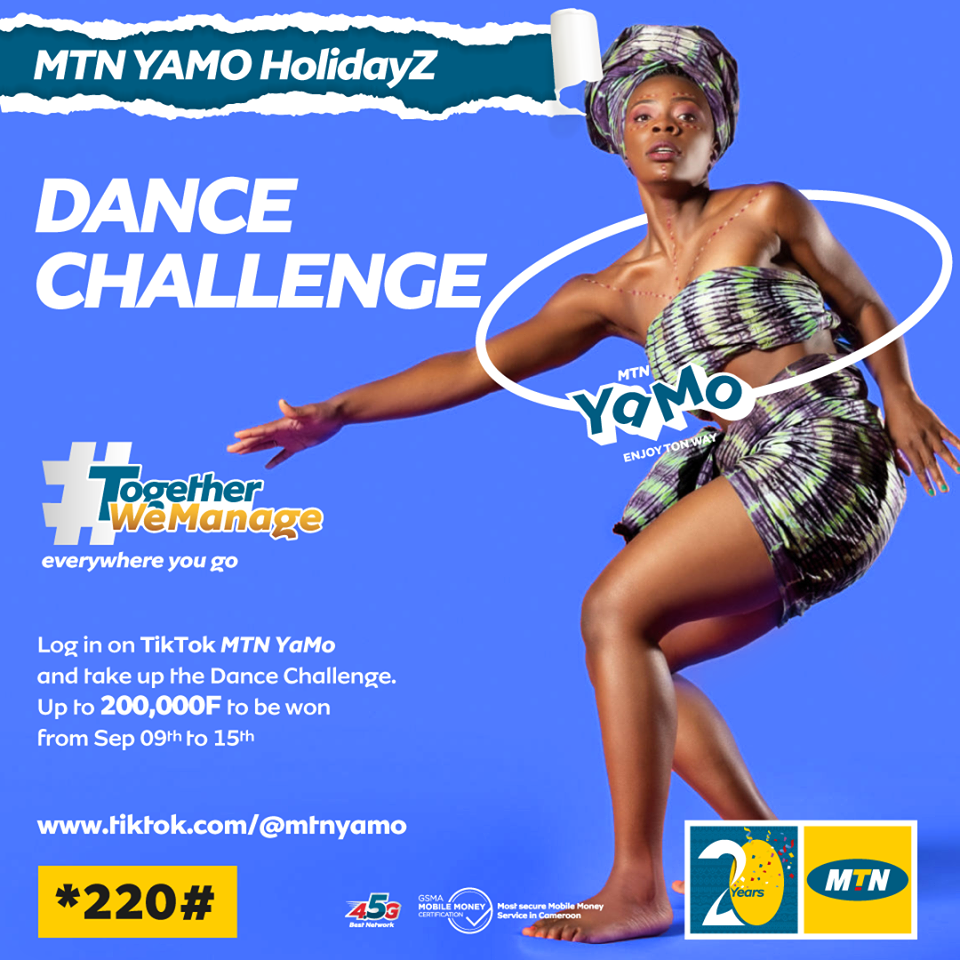 MTN YAMO HolidayZ
DANCE
CHALLENGE
MTN
YaMo
ENJOY TON WAY
#Together
WeManage
everywhere you go
Log in on TikTok MTN YaMo
and take up the Dance Challenge.
Up to 200,000F to be won
from Sep 09th to 15th
www.tiktok.com/@mtnyamo
*220#
4.5G
Best Network
GSMA
MOBILE MONEY
CERTIFICATION
Most secure Mobile Money
Service in Cameroon
20
Years
MTN